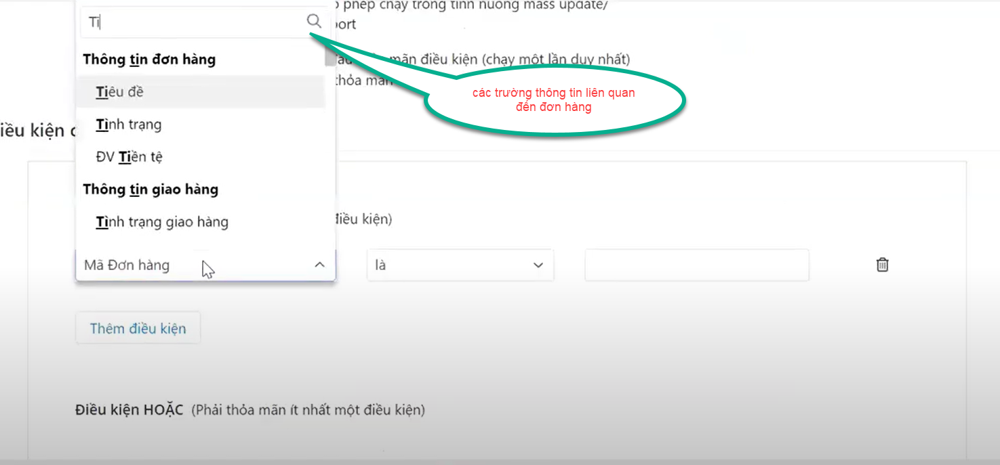 phép chạy trong tình huống mass update/
Ti
Thông tin đơn hàng
mãn điều kiện (chạy một lần duy nhất)
Tiêu đề
thỏa mãn
các trường thông tin liên quan
đến đơn hàng
Tình trạng
iều kiện
ĐV Tiền tệ
Thông tin giao hàng
Tình trạng giao hàng
điều kiện)
Mã Đơn hàng
là
Thêm điều kiện
Điều kiện HOẶC (Phải thỏa mãn ít nhất một điều kiện)